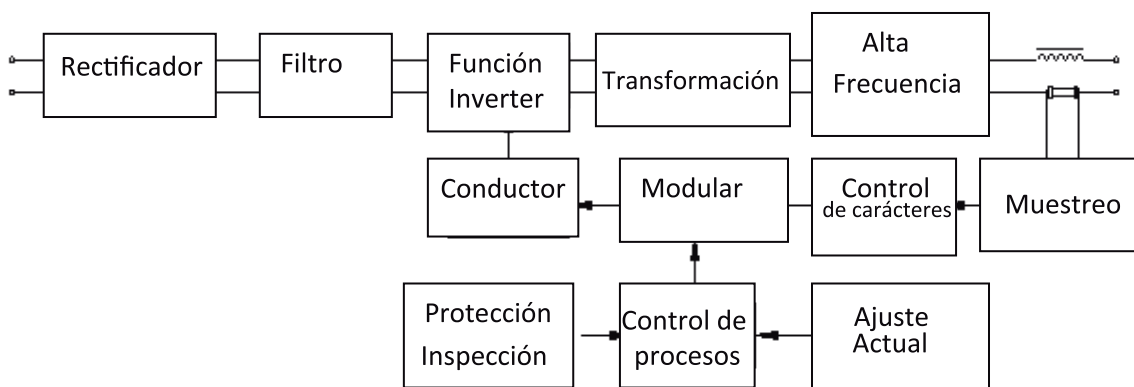 Rectificador
Filtro
Función
Inverter
Transformación
Alta
Frecuencia
Conductor
Modular
Control
de carácteres
Muestreo
Protección
Inspección
Control de
procesos
Ajuste
Actual